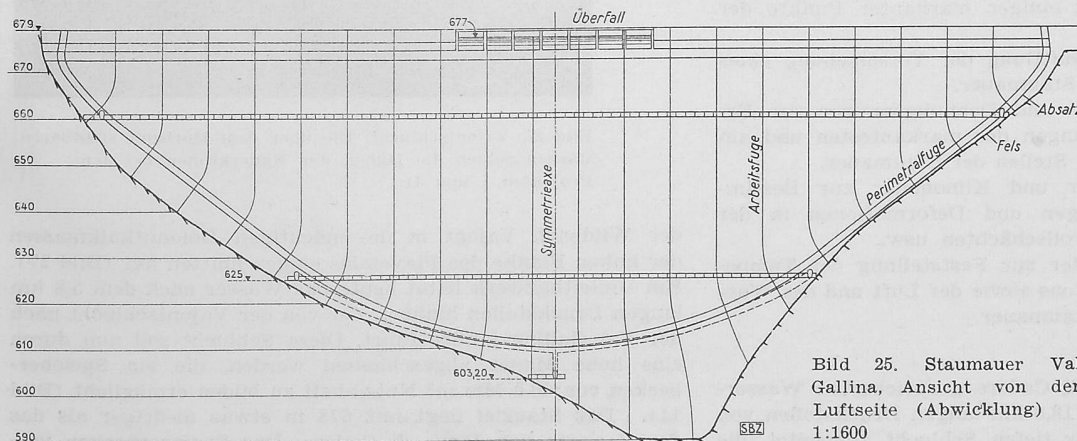 Überfall
679
677
670
660
650
640
630
625
620
610
603,20
600
590
Symmetrieaxe
Arbeitsfuge
Perimetralfuge
Absatz
Fels
SBZ
Bild 25. Staumauer Val
Gallina, Ansicht von der
Luftseite (Abwicklung)
1:1600